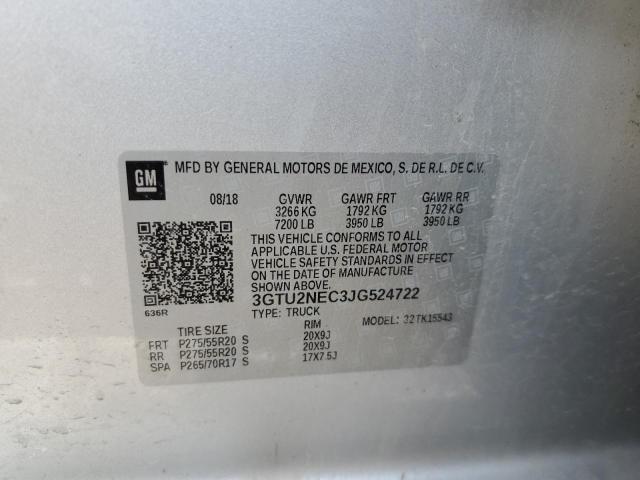 GM
MFD BY GENERAL MOTORS DE MEXICO, S. DE R.L. DE C.V.
08/18 GVWR GAWR FRT GAWR RR
3266 KG 1792 KG 1792 KG
7200 LB 3950 LB 3950 LB
THIS VEHICLE CONFORMS TO ALL
APPLICABLE U.S. FEDERAL MOTOR
VEHICLE SAFETY STANDARDS IN EFFECT
ON THE DATE OF MANUFACTURE
SHOWN ABOVE.
3GTU2NEC3JG524722
636R
TYPE: TRUCK MODEL: 32TK15543
TIRE SIZE RIM
FRT P275/55R20 S 20X9J
RR P275/55R20 S 20X9J
SPA P265/70R17 S 17X7.5J